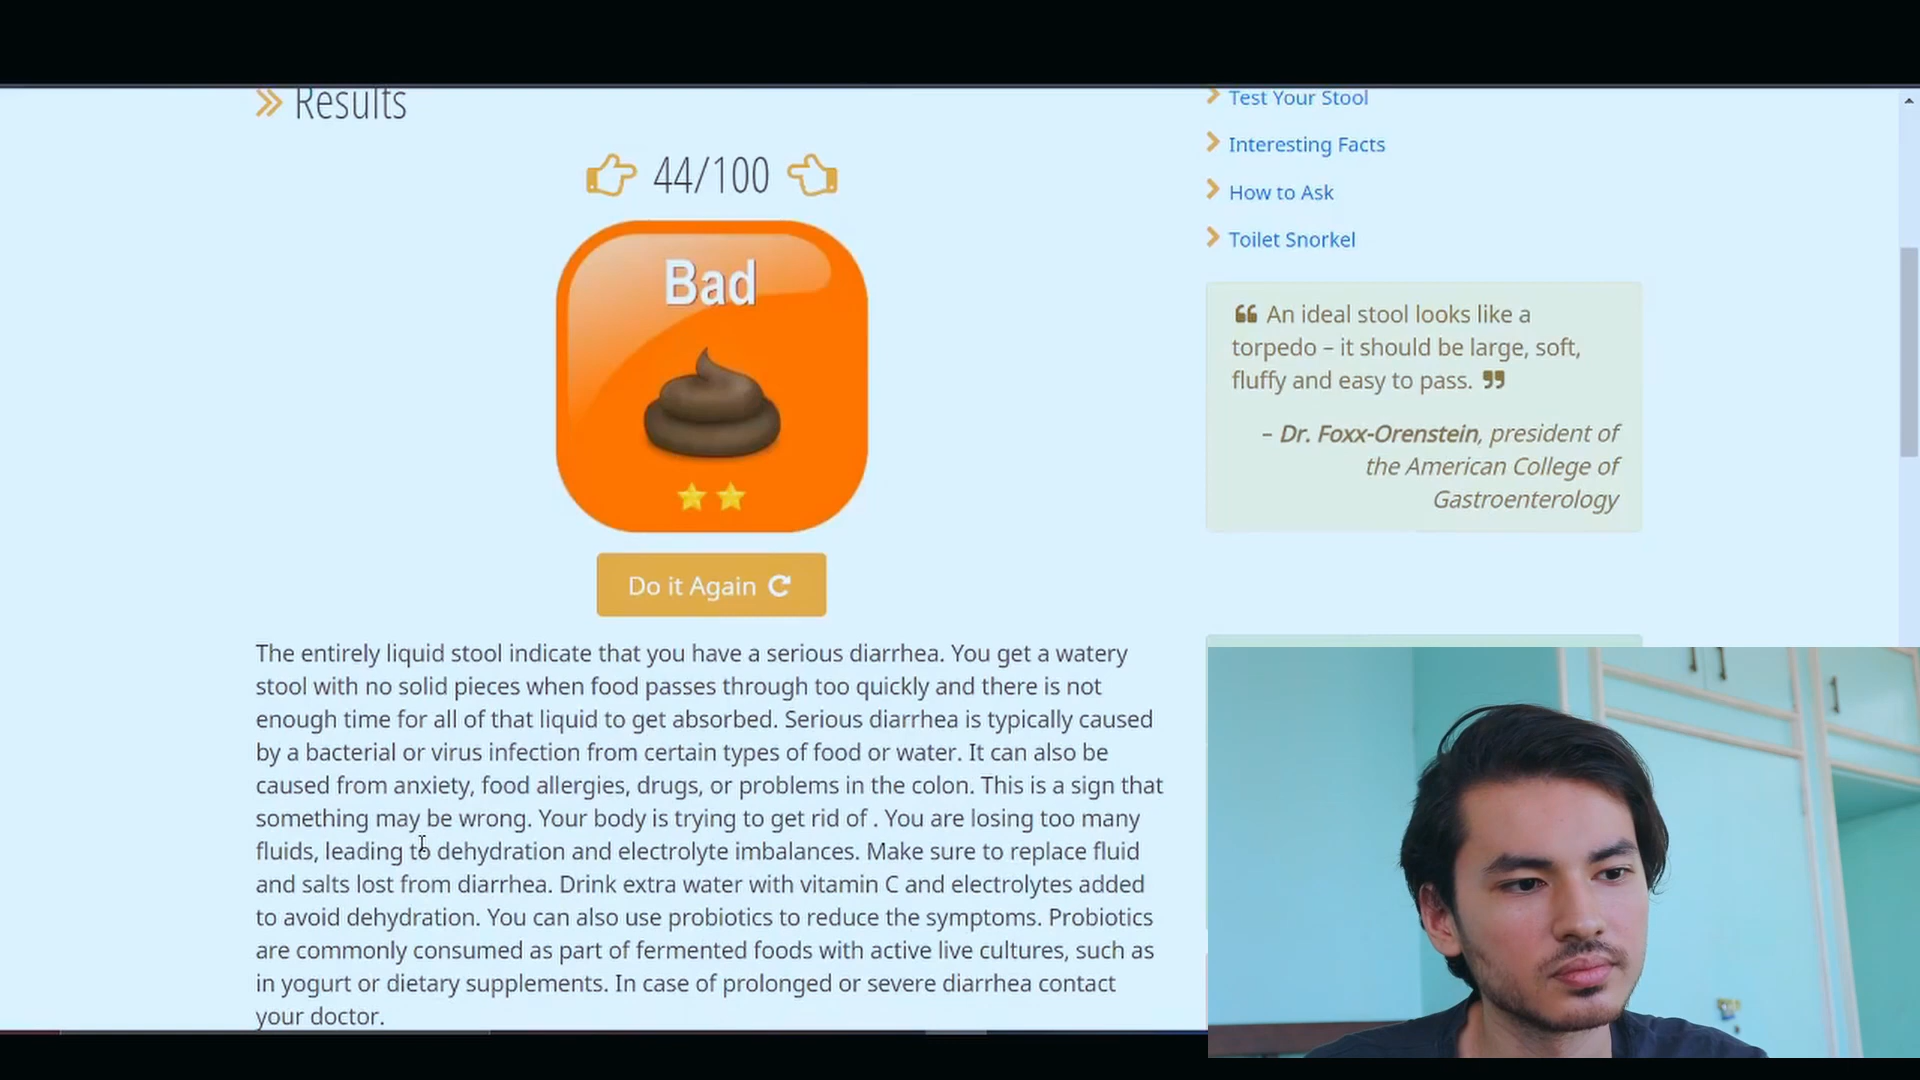 Results
44/100
Bad
Do it Again
The entirely liquid stool indicate that you have a serious diarrhea. You get a watery
stool with no solid pieces when food passes through too quickly and there is not
enough time for all of that liquid to get absorbed. Serious diarrhea is typically caused
by a bacterial or virus infection from certain types of food or water. It can also be
caused from anxiety, food allergies, drugs, or problems in the colon. This is a sign that
something may be wrong. Your body is trying to get rid of . You are losing too many
fluids, leading to dehydration and electrolyte imbalances. Make sure to replace fluid
and salts lost from diarrhea. Drink extra water with vitamin C and electrolytes added
to avoid dehydration. You can also use probiotics to reduce the symptoms. Probiotics
are commonly consumed as part of fermented foods with active live cultures, such as
in yogurt or dietary supplements. In case of prolonged or severe diarrhea contact
your doctor.
Test Your Stool
Interesting Facts
How to Ask
Toilet Snorkel
❝ An ideal stool looks like a
torpedo – it should be large, soft,
fluffy and easy to pass. ❞
– Dr. Foxx-Orenstein, president of
the American College of
Gastroenterology